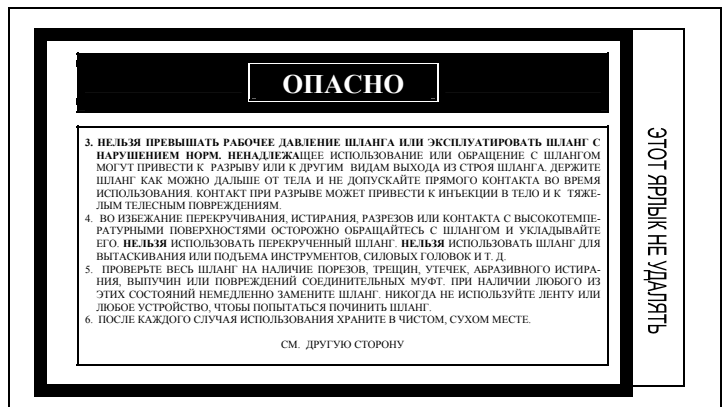 ОПАСНО
3. НЕЛЬЗЯ ПРЕВЫШАТЬ РАБОЧЕЕ ДАВЛЕНИЕ ШЛАНГА ИЛИ ЭКСПЛУАТИРОВАТЬ ШЛАНГ С
НАРУШЕНИЕМ НОРМ. НЕНАДЛЕЖАЩЕЕ ИСПОЛЬЗОВАНИЕ ИЛИ ОБРАЩЕНИЕ С ШЛАНГОМ
МОГУТ ПРИВЕСТИ К РАЗРЫВУ ИЛИ К ДРУГИМ ВИДАМ ВЫХОДА ИЗ СТРОЯ ШЛАНГА. ДЕРЖИТЕ
ШЛАНГ КАК МОЖНО ДАЛЬШЕ ОТ ТЕЛА И НЕ ДОПУСКАЙТЕ ПРЯМОГО КОНТАКТА ВО ВРЕМЯ
ИСПОЛЬЗОВАНИЯ. КОНТАКТ ПРИ РАЗРЫВЕ МОЖЕТ ПРИВЕСТИ К ИНЪЕКЦИИ В ТЕЛО И К ТЯЖЕ-
ЛЫМ ТЕЛЕСНЫМ ПОВРЕЖДЕНИЯМ.
4. ВО ИЗБЕЖАНИЕ ПЕРЕКРУЧИВАНИЯ, ИСТИРАНИЯ, РАЗРЕЗОВ ИЛИ КОНТАКТА С ВЫСОКОТЕМПЕ-
РАТУРНЫМИ ПОВЕРХНОСТЯМИ ОСТОРОЖНО ОБРАЩАЙТЕСЬ С ШЛАНГОМ И УКЛАДЫВАЙТЕ
ЕГО. НЕЛЬЗЯ ИСПОЛЬЗОВАТЬ ПЕРЕКРУЧЕННЫЙ ШЛАНГ. НЕЛЬЗЯ ИСПОЛЬЗОВАТЬ ШЛАНГ ДЛЯ
ВЫТАСКИВАНИЯ ИЛИ ПОДЪЕМА ИНСТРУМЕНТОВ, СИЛОВЫХ ГОЛОВОК И Т. Д.
5. ПРОВЕРЬТЕ ВЕСЬ ШЛАНГ НА НАЛИЧИЕ ПОРЕЗОВ, ТРЕЩИН, УТЕЧЕК, АБРАЗИВНОГО ИСТИРА-
НИЯ, ВЫПУЧИН ИЛИ ПОВРЕЖДЕНИЙ СОЕДИНИТЕЛЬНЫХ МУФТ. ПРИ НАЛИЧИИ ЛЮБОГО ИЗ
ЭТИХ СОСТОЯНИЙ НЕМЕДЛЕННО ЗАМЕНИТЕ ШЛАНГ. НИКОГДА НЕ ИСПОЛЬЗУЙТЕ ЛЕНТУ ИЛИ
ЛЮБОЕ УСТРОЙСТВО, ЧТОБЫ ПОПЫТАТЬСЯ ПОЧИНИТЬ ШЛАНГ.
6. ПОСЛЕ КАЖДОГО СЛУЧАЯ ИСПОЛЬЗОВАНИЯ ХРАНИТЕ В ЧИСТОМ, СУХОМ МЕСТЕ.
СМ. ДРУГУЮ СТОРОНУ
ЭТОТ ЯРЛЫК НЕ УДАЛЯТЬ